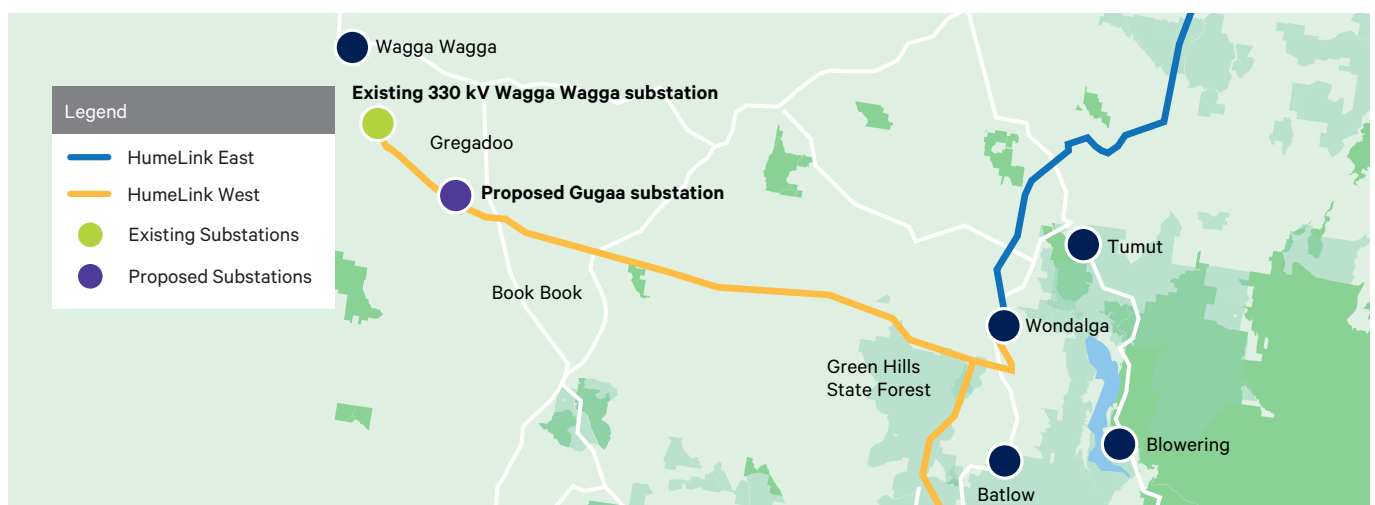 Wagga Wagga
Existing 330 kV Wagga Wagga substation
Legend
Gregadoo
HumeLink East
HumeLink West
Proposed Gugaa substation
Existing Substations
Tumut
Proposed Substations
Book Book
Wondalga
Green Hills
State Forest
Blowering
Batlow